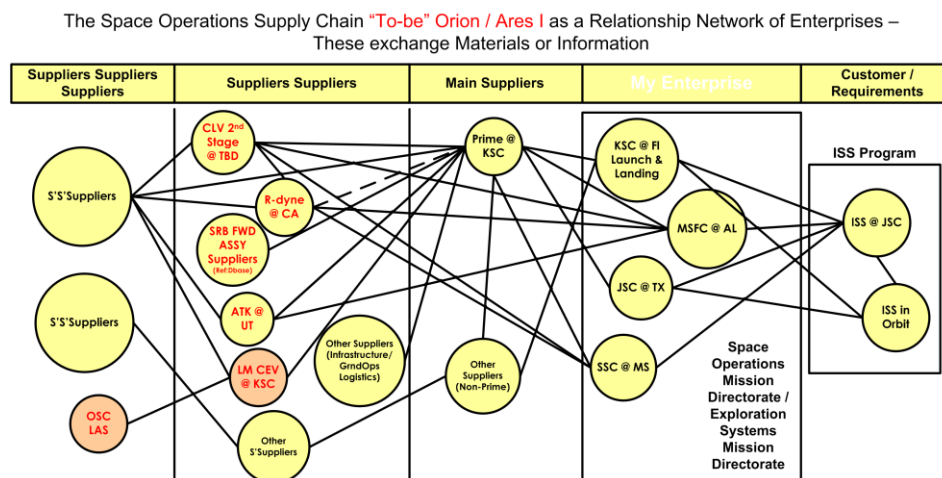 The Space Operations Supply Chain “To-be” Orion / Ares I as a Relationship Network of Enterprises –
These exchange Materials or Information
Suppliers Suppliers
Suppliers
Suppliers Suppliers
Main Suppliers
My Enterprise
Customer /
Requirements
S'S'Suppliers
S'S'Suppliers
OSC
LAS
CLV 2nd
Stage
@ TBD
R-dyne
@ CA
SRB FWD
ASSY
Suppliers
(Ref:Dbase)
ATK @
UT
LM CEV
@ KSC
Other Suppliers
(Infrastructure/
GrndOps
Logistics)
Other
S'Suppliers
Prime @
KSC
Other
Suppliers
(Non-Prime)
KSC @ Fl
Launch &
Landing
MSFC @ AL
JSC @ TX
SSC @ MS
Space
Operations
Mission
Directorate /
Exploration
Systems
Mission
Directorate
ISS Program
ISS @ JSC
ISS in
Orbit